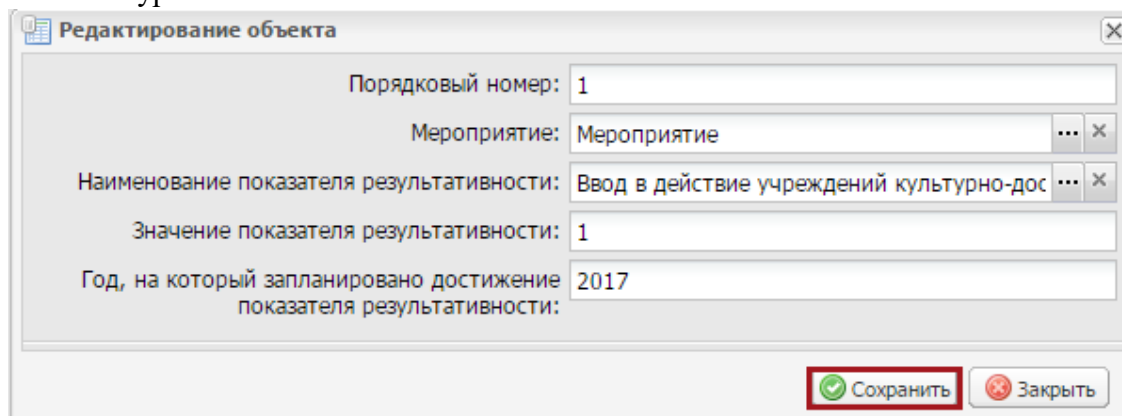 Редактирование объекта
Порядковый номер: 1
Мероприятие: Мероприятие
Наименование показателя результативности: Ввод в действие учреждений культурно-дос
Значение показателя результативности: 1
Год, на который запланировано достижение 2017
показателя результативности:
Сохранить Закрыть